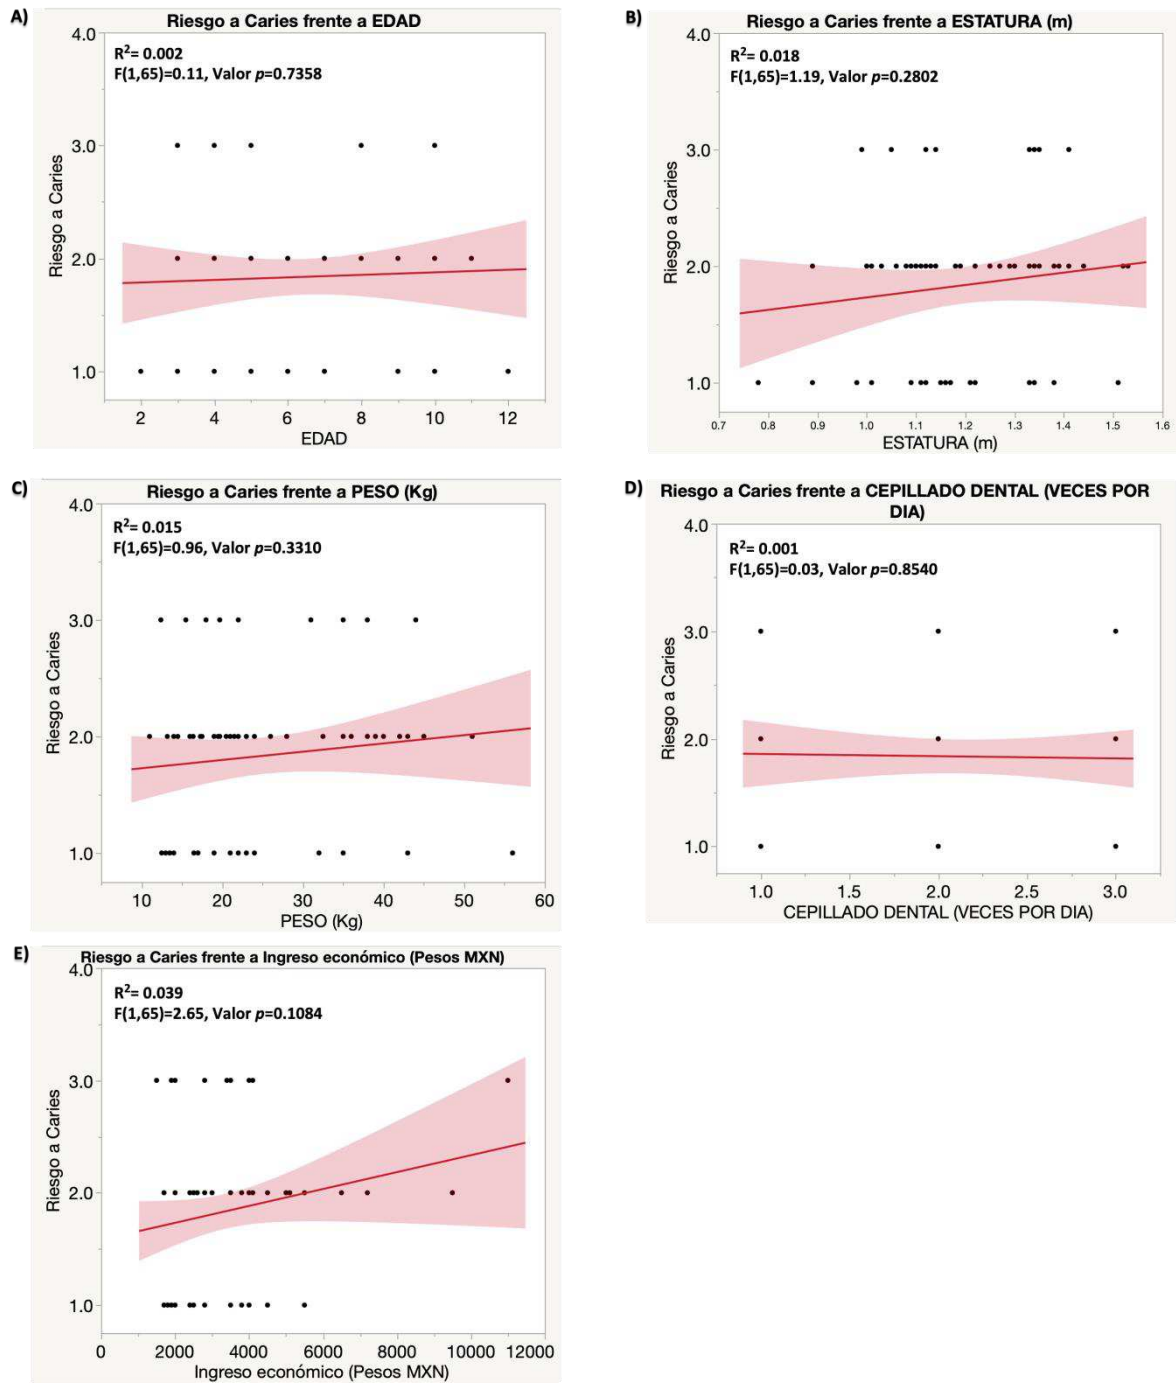 A)
Riesgo a Caries frente a EDAD
R²= 0.002
F(1,65)=0.11, Valor p=0.7358
4.0
3.0
2.0
1.0
Riesgo a Caries
2 4 6 8 10 12
EDAD
B)
Riesgo a Caries frente a ESTATURA (m)
R²= 0.018
F(1,65)=1.19, Valor p=0.2802
4.0
3.0
2.0
1.0
Riesgo a Caries
0.7 0.8 0.9 1.0 1.1 1.2 1.3 1.4 1.5 1.6
ESTATURA (m)
C)
Riesgo a Caries frente a PESO (Kg)
R²= 0.015
F(1,65)=0.96, Valor p=0.3310
4.0
3.0
2.0
1.0
Riesgo a Caries
10 20 30 40 50 60
PESO (Kg)
D)
Riesgo a Caries frente a CEPILLADO DENTAL (VECES POR
DIA)
R²= 0.001
F(1,65)=0.03, Valor p=0.8540
4.0
3.0
2.0
1.0
Riesgo a Caries
1.0 1.5 2.0 2.5 3.0
CEPILLADO DENTAL (VECES POR DIA)
E)
Riesgo a Caries frente a Ingreso económico (Pesos MXN)
R²= 0.039
F(1,65)=2.65, Valor p=0.1084
4.0
3.0
2.0
1.0
Riesgo a Caries
0 2000 4000 6000 8000 10000 12000
Ingreso económico (Pesos MXN)